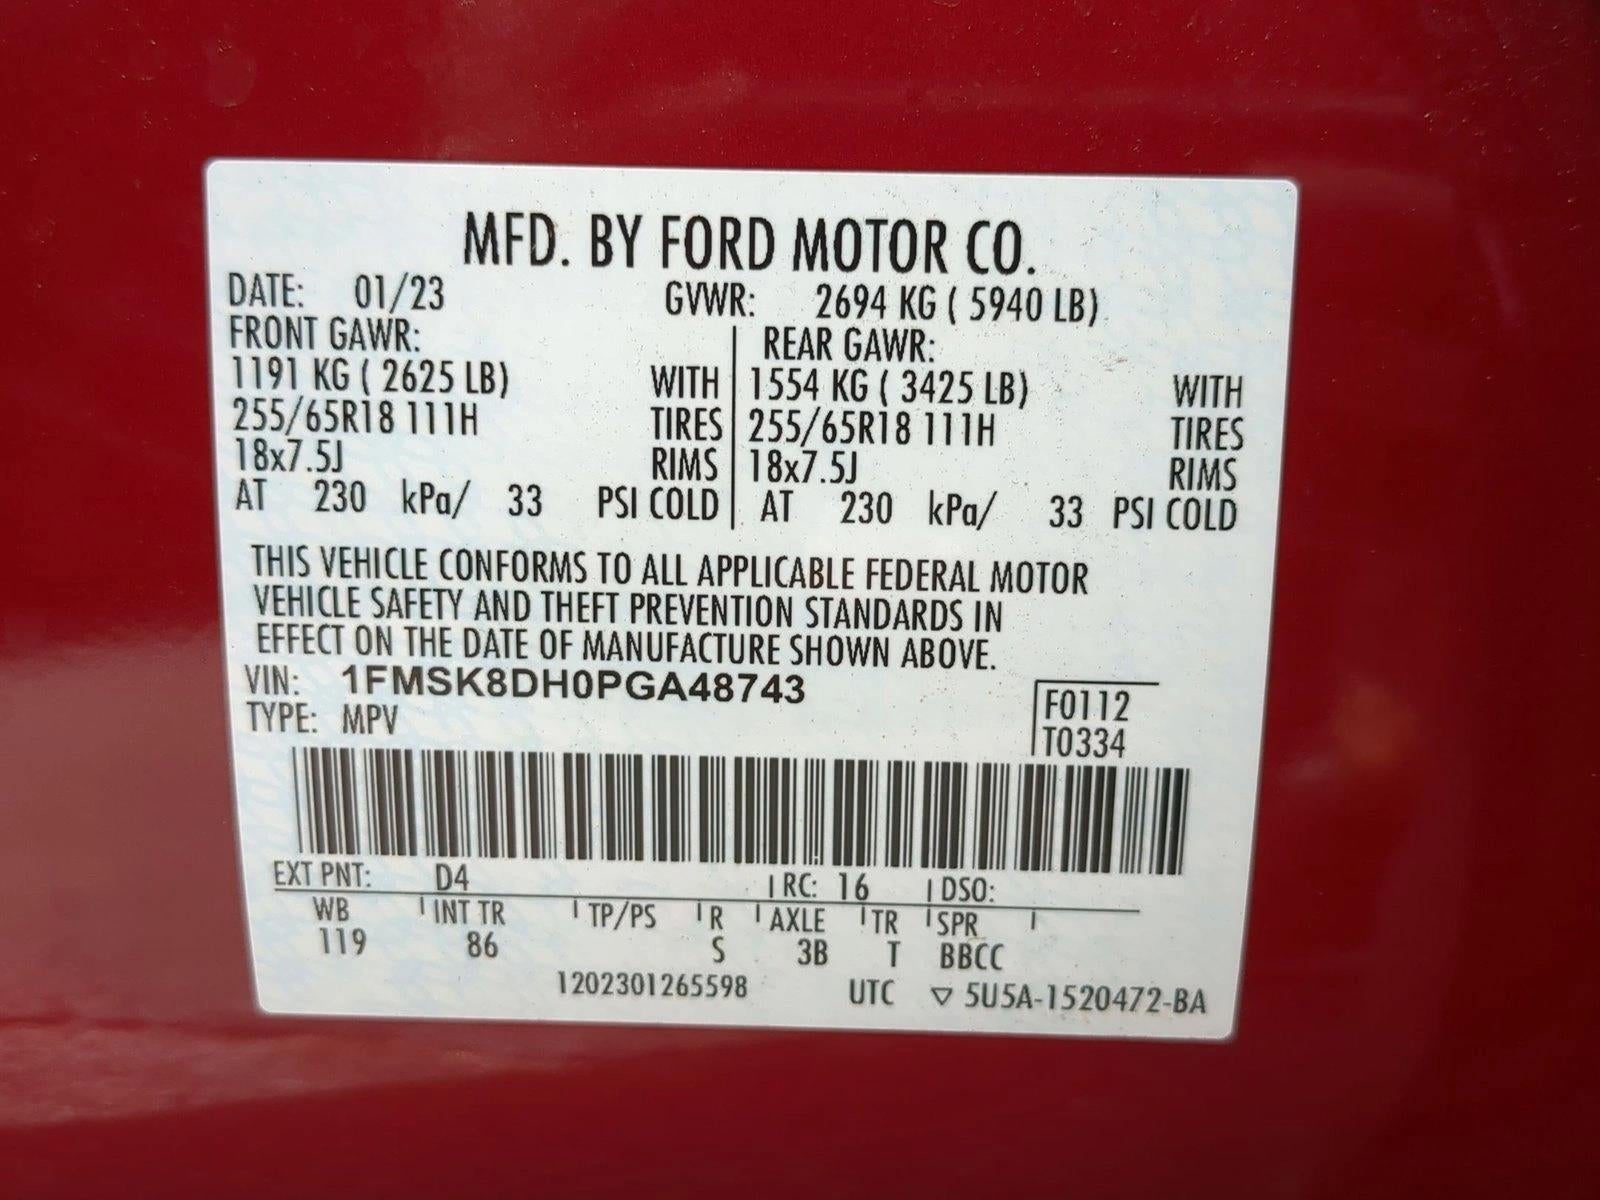 MFD. BY FORD MOTOR CO.
DATE: 01/23 GVWR: 2694 KG ( 5940 LB)
FRONT GAWR: REAR GAWR:
1191 KG ( 2625 LB) WITH 1554 KG ( 3425 LB) WITH
255/65R18 111H TIRES 255/65R18 111H TIRES
18x7.5J RIMS 18x7.5J RIMS
AT 230 kPa/ 33 PSI COLD AT 230 kPa/ 33 PSI COLD
THIS VEHICLE CONFORMS TO ALL APPLICABLE FEDERAL MOTOR
VEHICLE SAFETY AND THEFT PREVENTION STANDARDS IN
EFFECT ON THE DATE OF MANUFACTURE SHOWN ABOVE.
VIN: 1FMSK8DH0PGA48743 F0112
TYPE: MPV T0334
EXT PNT: D4 RC: 16 DSO:
WB INT TR TP/PS R AXLE TR SPR
119 86 S 3B T BBCC
1202301265598 UTC ▽ 5U5A-1520472-BA